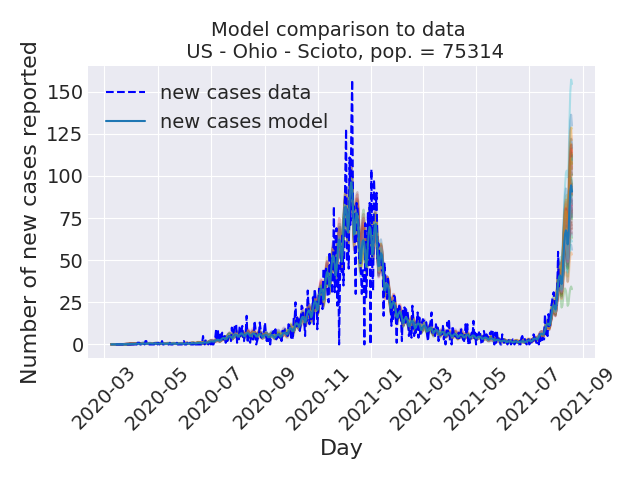 Model comparison to data
US - Ohio - Scioto, pop. = 75314
new cases data
new cases model
Number of new cases reported
150
125
100
75
50
25
0
2020-03
2020-05
2020-07
2020-09
2020-11
2021-01
2021-03
2021-05
2021-07
2021-09
Day